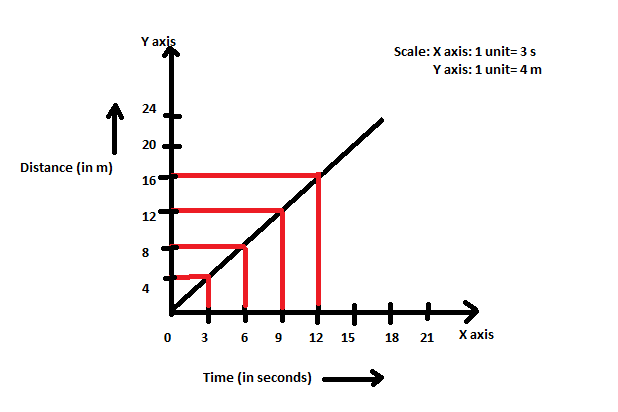 Y axis
Scale: X axis: 1 unit= 3 s
Y axis: 1 unit= 4 m
24
20
Distance (in m)
16
12
8
4
0 3 6 9 12 15 18 21
X axis
Time (in seconds)